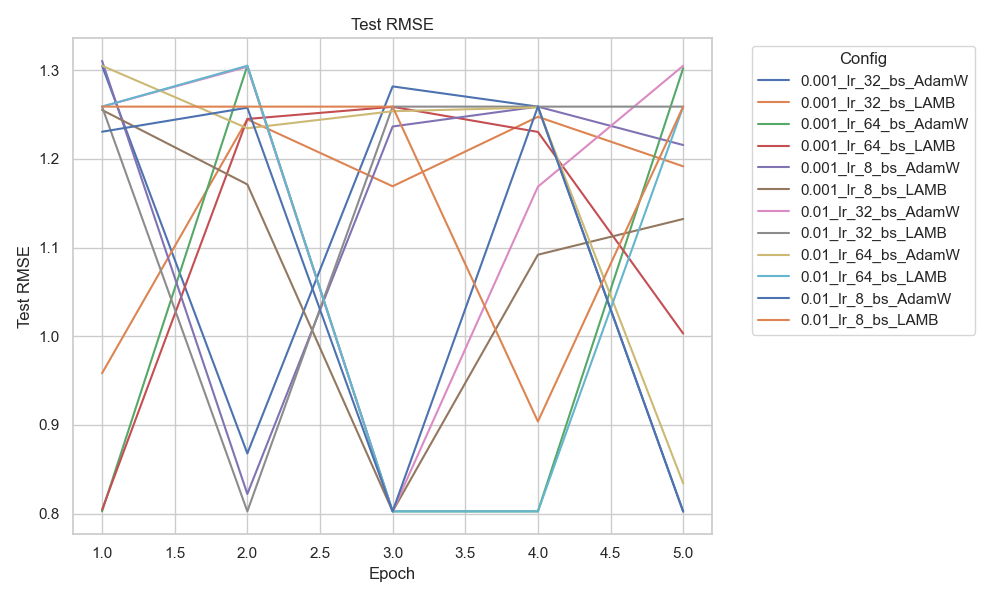 Test RMSE
Test RMSE
1.3
1.2
1.1
1.0
0.9
0.8
1.0
1.5
2.0
2.5
3.0
3.5
4.0
4.5
5.0
Epoch
Config
0.001_lr_32_bs_AdamW
0.001_lr_32_bs_LAMB
0.001_lr_64_bs_AdamW
0.001_lr_64_bs_LAMB
0.001_lr_8_bs_AdamW
0.001_lr_8_bs_LAMB
0.01_lr_32_bs_AdamW
0.01_lr_32_bs_LAMB
0.01_lr_64_bs_AdamW
0.01_lr_64_bs_LAMB
0.01_lr_8_bs_AdamW
0.01_lr_8_bs_LAMB